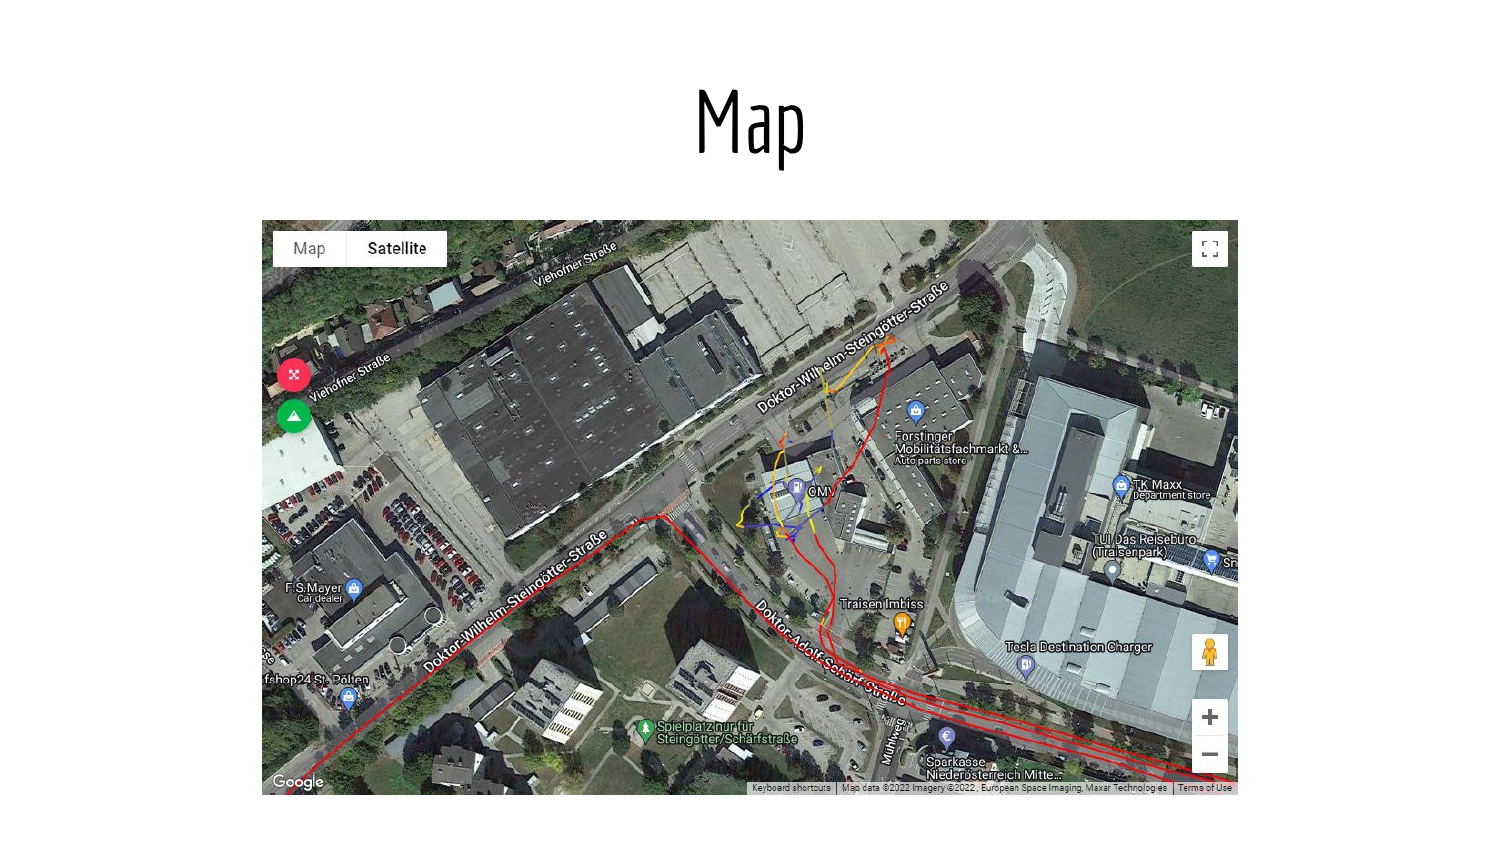 Map
Map
Satellite
Viehofner Straße
Viehofner Straße
Doktor-Wilhelm-Steingötter-Straße
Forstinger
Mobilitätsfachmarkt &...
Auto parts store
OMV
TK Maxx
Department store
TUI Das Reisebüro
(Traisenpark)
Sn
F.S.Mayer
Car dealer
Doktor-Wilhelm-Steingötter-Straße
Traisen Imbiss
Doktor-Adolf-Schärf-Straße
Tesla Destination Charger
sse
fshop24 St. Pölten
Spielplatz nur für
Steingötter/Schärfstraße
Mühlweg
Sparkasse
Niederösterreich Mitte...
Google
Keyboard shortcuts
Map data ©2022 Imagery ©2022 , European Space Imaging, Maxar Technologies
Terms of Use